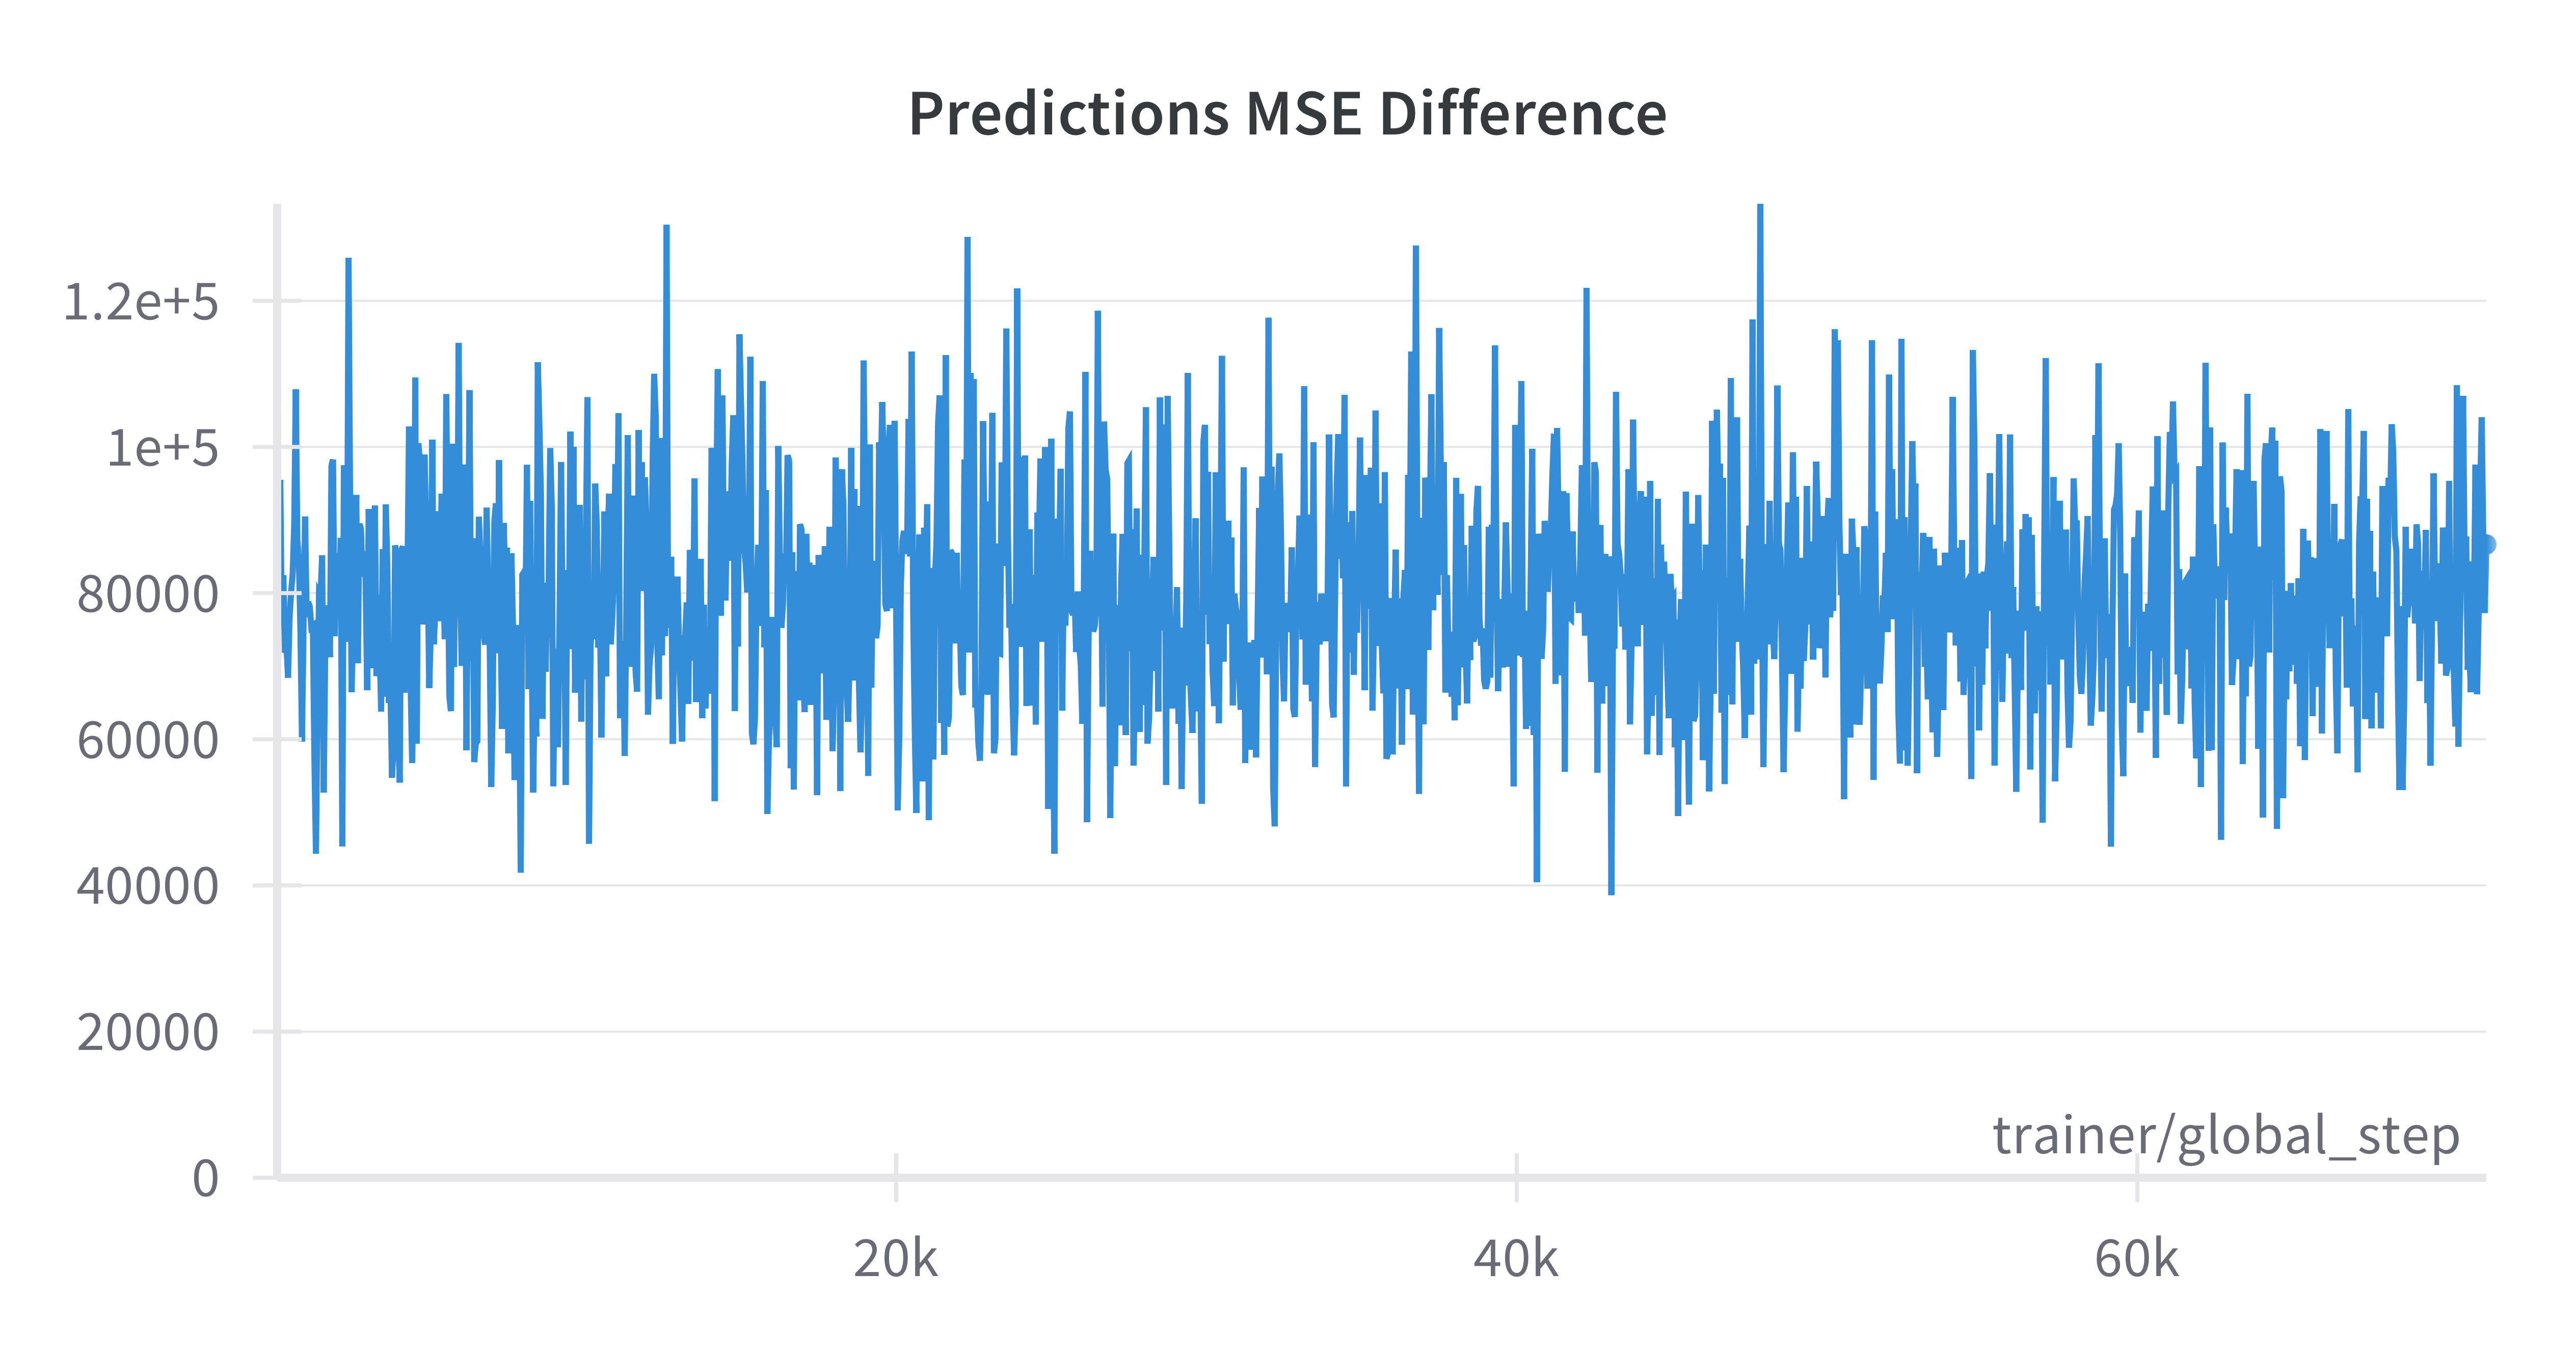 Predictions MSE Difference
1.2e+5
1e+5
80000
60000
40000
20000
0
trainer/global_step
20k
40k
60k